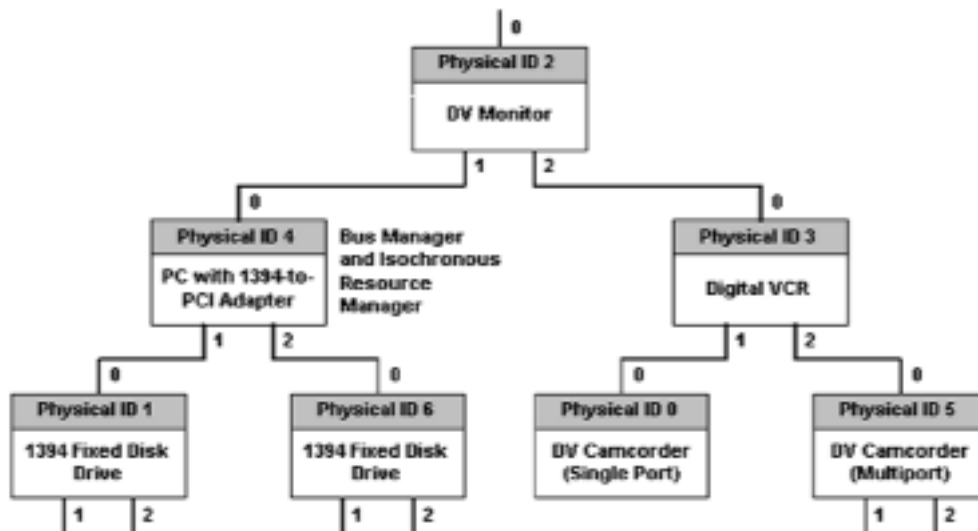 0
Physical ID 2
DV Monitor
1
2
0
0
Physical ID 4
PC with 1394-to-
PCI Adapter
Bus Manager
and Isochronous
Resource
Manager
Physical ID 3
Digital VCR
1
2
1
2
0
0
0
0
Physical ID 1
1394 Fixed Disk
Drive
Physical ID 6
1394 Fixed Disk
Drive
Physical ID 0
DV Camcorder
(Single Port)
Physical ID 5
DV Camcorder
(Multiport)
1
2
1
2
1
2